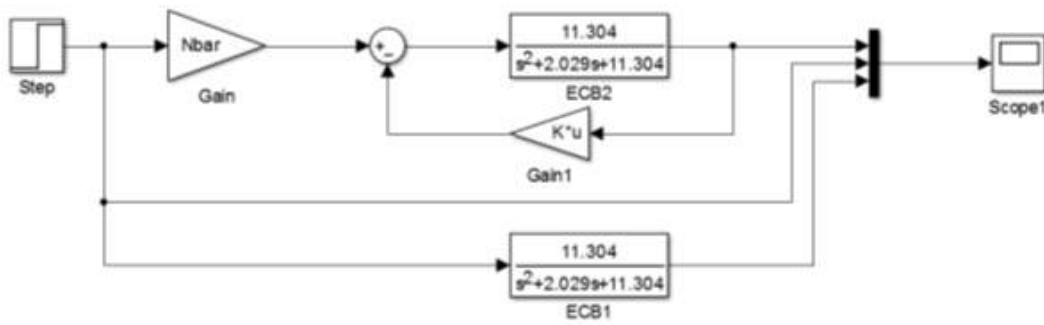 Step
Nbar
Gain
+
-
11.304
s²+2.029s+11.304
ECB2
K*u
Gain1
Scope1
11.304
s²+2.029s+11.304
ECB1